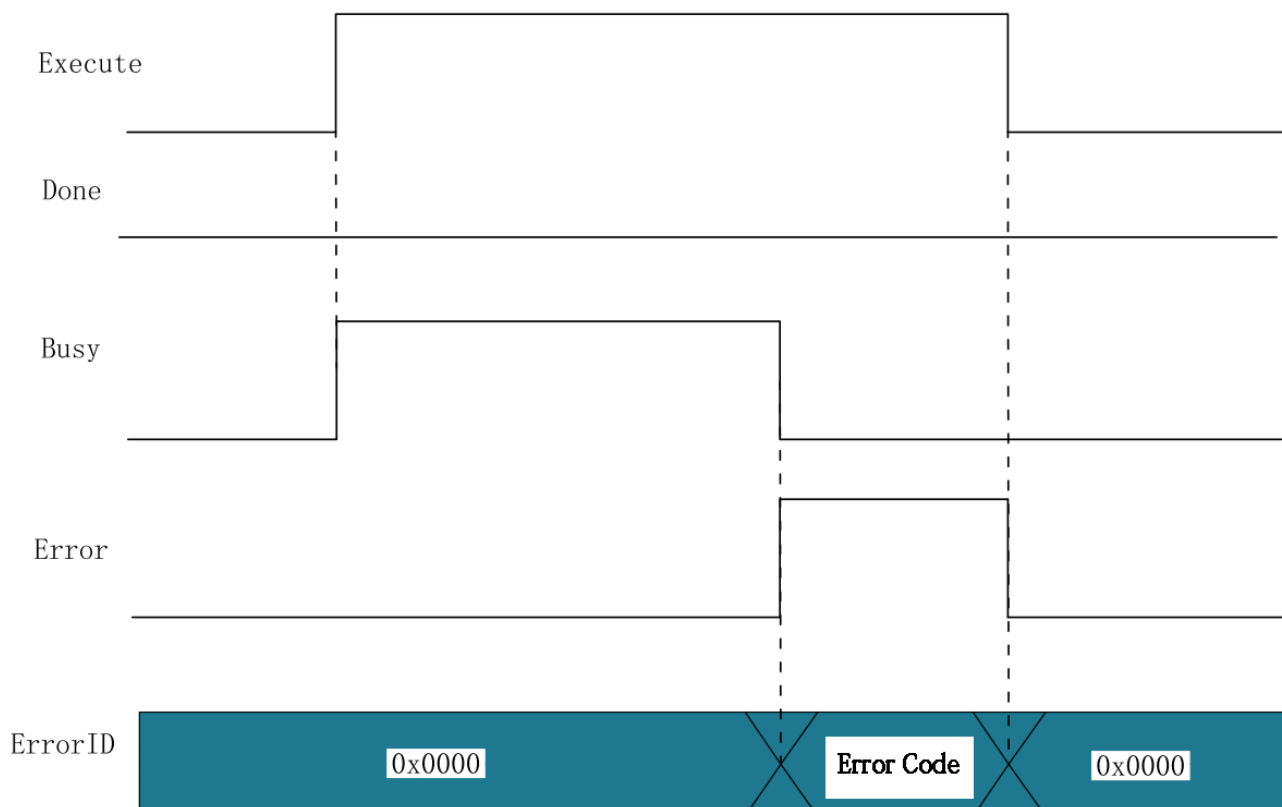 Execute
Done
Busy
Error
ErrorID
0x0000
Error Code
0x0000